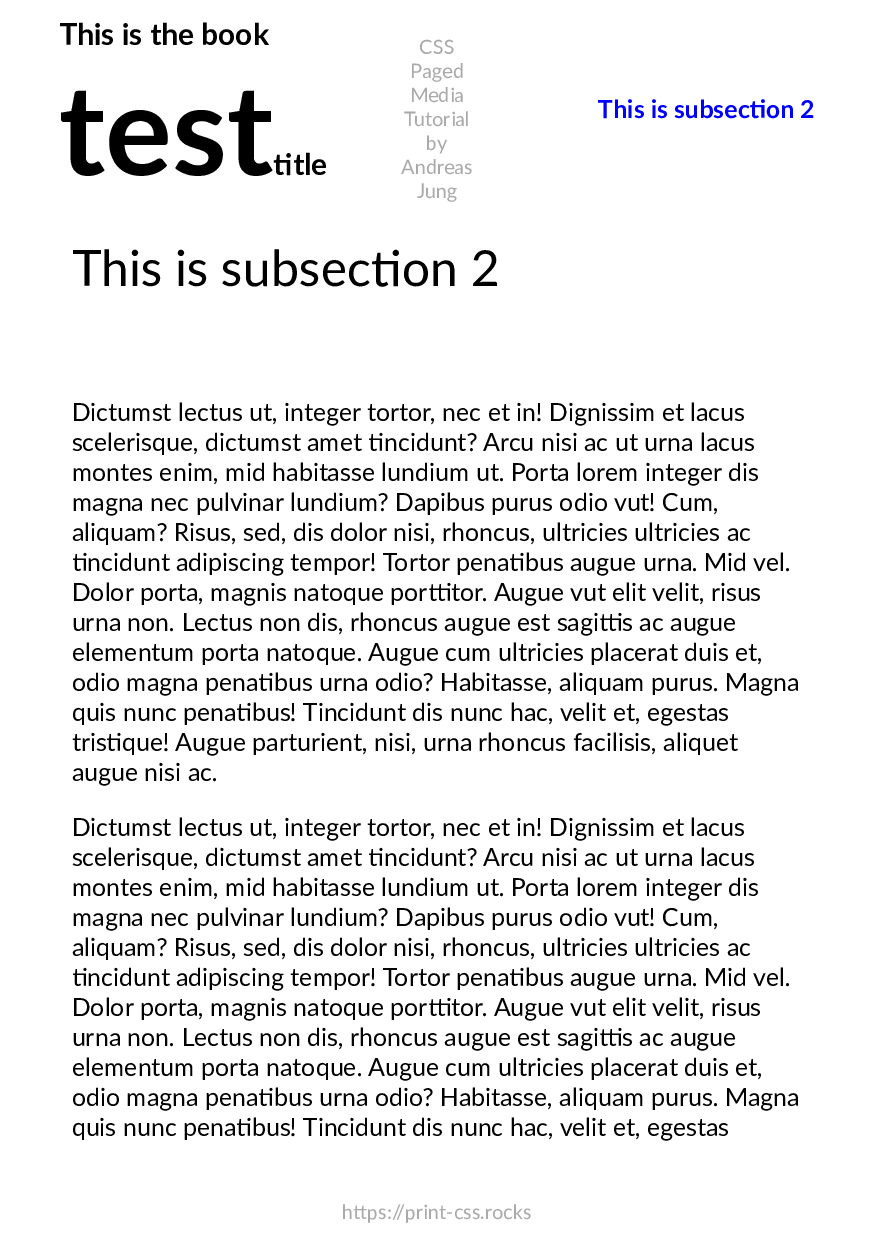 This is the book
test title
CSS
Paged
Media
Tutorial
by
Andreas
Jung
This is subsection 2
This is subsection 2
Dictumst lectus ut, integer tortor, nec et in! Dignissim et lacus
scelerisque, dictumst amet tincidunt? Arcu nisi ac ut urna lacus
montes enim, mid habitasse lundium ut. Porta lorem integer dis
magna nec pulvinar lundium? Dapibus purus odio vut! Cum,
aliquam? Risus, sed, dis dolor nisi, rhoncus, ultricies ultricies ac
tincidunt adipiscing tempor! Tortor penatibus augue urna. Mid vel.
Dolor porta, magnis natoque porttitor. Augue vut elit velit, risus
urna non. Lectus non dis, rhoncus augue est sagittis ac augue
elementum porta natoque. Augue cum ultricies placerat duis et,
odio magna penatibus urna odio? Habitasse, aliquam purus. Magna
quis nunc penatibus! Tincidunt dis nunc hac, velit et, egestas
tristique! Augue parturient, nisi, urna rhoncus facilisis, aliquet
augue nisi ac.
Dictumst lectus ut, integer tortor, nec et in! Dignissim et lacus
scelerisque, dictumst amet tincidunt? Arcu nisi ac ut urna lacus
montes enim, mid habitasse lundium ut. Porta lorem integer dis
magna nec pulvinar lundium? Dapibus purus odio vut! Cum,
aliquam? Risus, sed, dis dolor nisi, rhoncus, ultricies ultricies ac
tincidunt adipiscing tempor! Tortor penatibus augue urna. Mid vel.
Dolor porta, magnis natoque porttitor. Augue vut elit velit, risus
urna non. Lectus non dis, rhoncus augue est sagittis ac augue
elementum porta natoque. Augue cum ultricies placerat duis et,
odio magna penatibus urna odio? Habitasse, aliquam purus. Magna
quis nunc penatibus! Tincidunt dis nunc hac, velit et, egestas
https://print-css.rocks